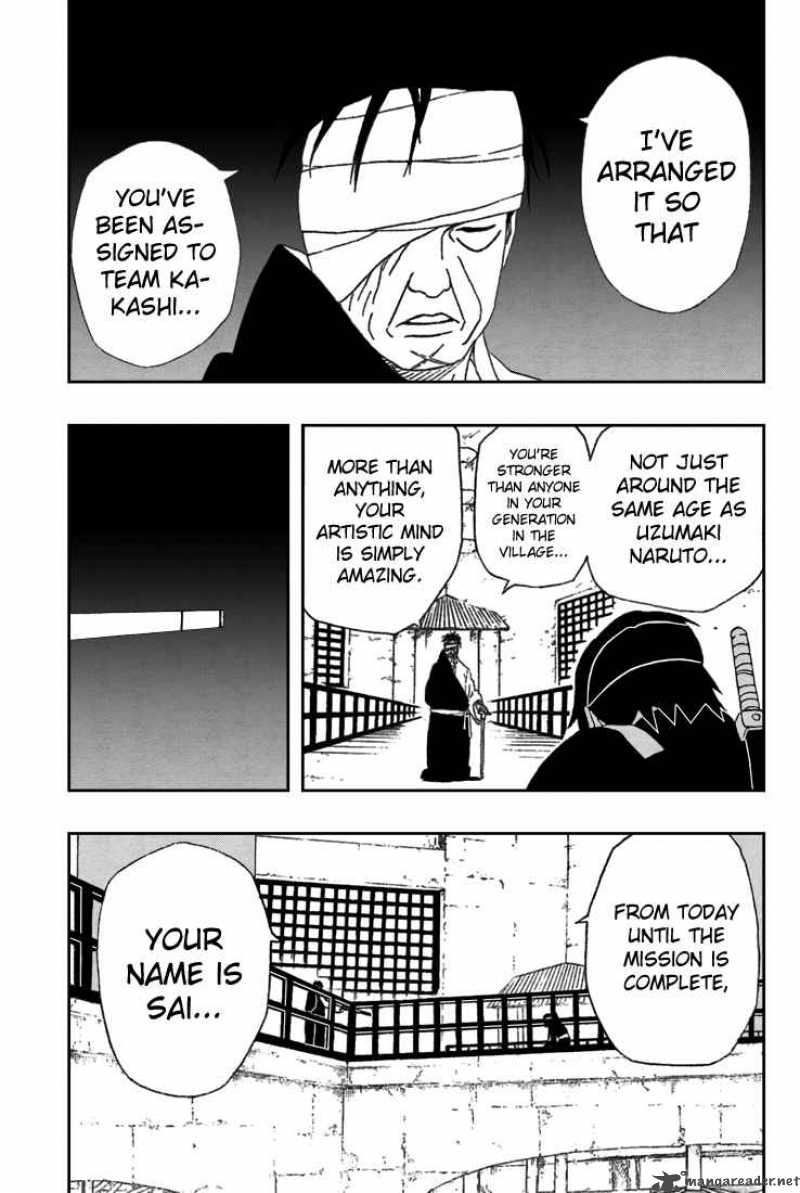 I'VE
ARRANGED
IT SO
THAT
YOU'VE
BEEN AS-
SIGNED TO
TEAM KA-
KASHI...
NOT JUST
AROUND THE
SAME AGE AS
UZUMAKI
NARUTO...
YOU'RE
STRONGER
THAN ANYONE
IN YOUR
GENERATION
IN THE
VILLAGE...
MORE THAN
ANYTHING,
YOUR
ARTISTIC MIND
IS SIMPLY
AMAZING.
FROM TODAY
UNTIL THE
MISSION IS
COMPLETE,
YOUR
NAME IS
SAI...
mangareader.net